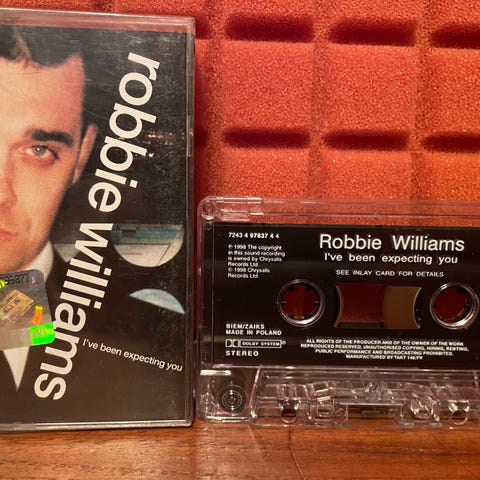 robbie williams
I've been expecting you
7243 4 97837 4 4
Robbie Williams
I've been expecting you
℗ 1998 The copyright
in this sound recording
is owned by Chrysalis
Records Ltd.
© 1998 Chrysalis
Records Ltd.
SEE INLAY CARD FOR DETAILS
BIEM/ZAIKS
MADE IN POLAND
DOLBY SYSTEM
STEREO
ALL RIGHTS OF THE PRODUCER AND OF THE OWNER OF THE WORK
REPRODUCED RESERVED. UNAUTHORISED COPYING, HIRING, RENTING,
PUBLIC PERFORMANCE AND BROADCASTING PROHIBITED.
MANUFACTURED BY TAKT 146/FV